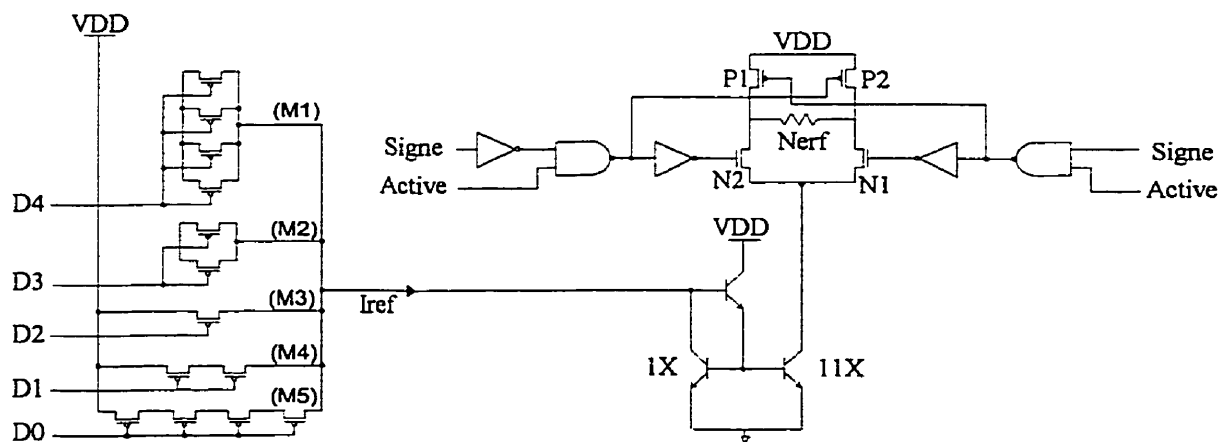 VDD
(M1)
D4
(M2)
D3
(M3)
D2
(M4)
D1
(M5)
D0
Iref
VDD
P1
P2
Signe
Active
Nerf
N2
N1
Signe
Active
VDD
1X
11X